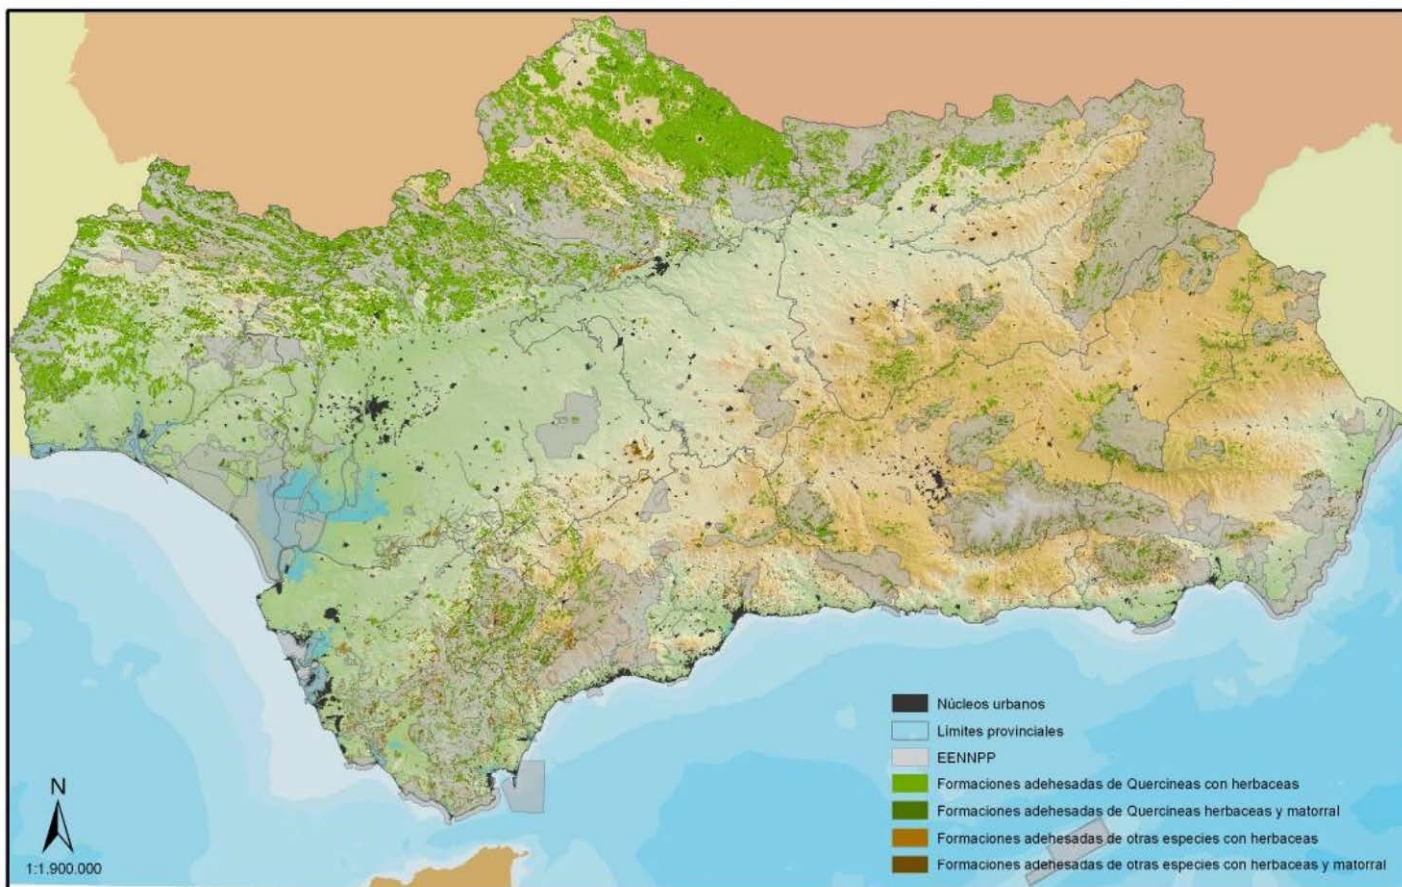 Núcleos urbanos
Límites provinciales
EENNPP
Formaciones adehesadas de Quercineas con herbaceas
Formaciones adehesadas de Quercineas herbaceas y matorral
Formaciones adehesadas de otras especies con herbaceas
Formaciones adehesadas de otras especies con herbaceas y matorral
N
1:1.900.000